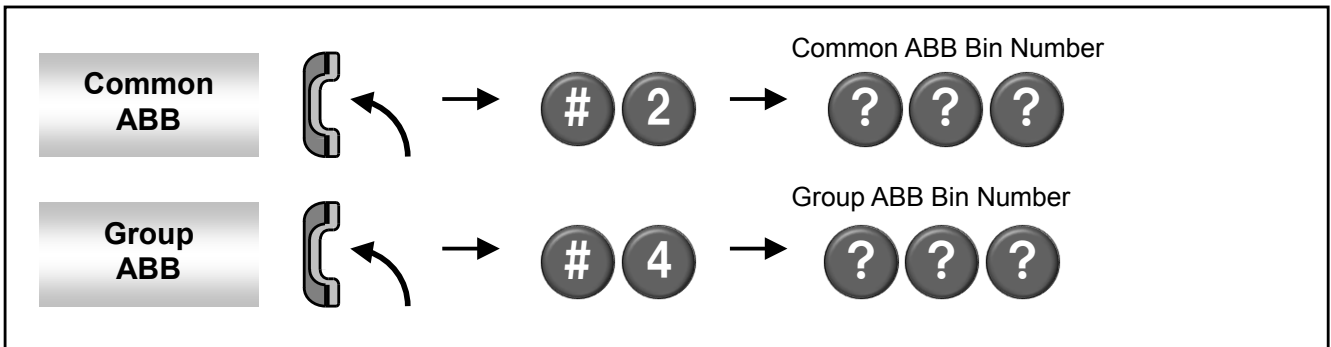 Common ABB Bin Number
Common
ABB
# 2
? ? ?
Group ABB Bin Number
Group
ABB
# 4
? ? ?